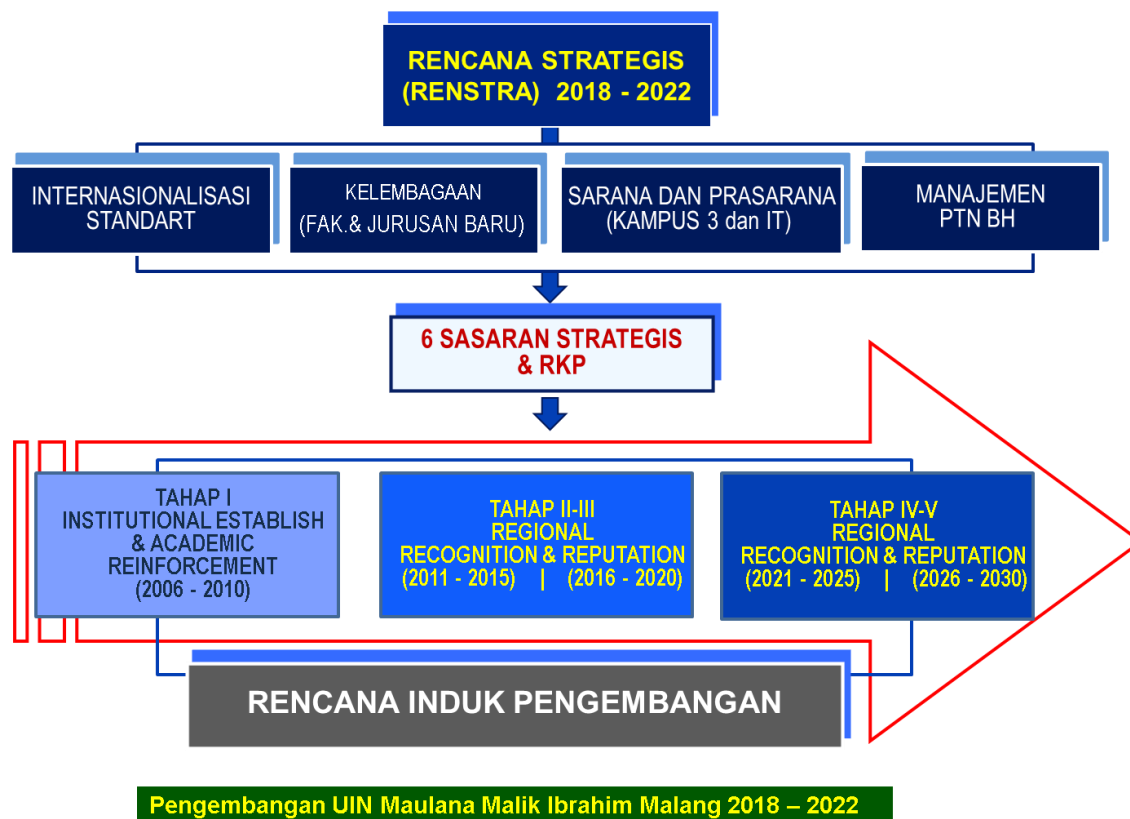 RENCANA STRATEGIS
(RENSTRA) 2018 - 2022
INTERNASIONALISASI
STANDART
KELEMBAGAAN
(FAK.& JURUSAN BARU)
SARANA DAN PRASARANA
(KAMPUS 3 dan IT)
MANAJEMEN
PTN BH
6 SASARAN STRATEGIS
& RKP
TAHAP I
INSTITUTIONAL ESTABLISH
& ACADEMIC
REINFORCEMENT
(2006 - 2010)
TAHAP II-III
REGIONAL
RECOGNITION & REPUTATION
(2011 - 2015) | (2016 - 2020)
TAHAP IV-V
REGIONAL
RECOGNITION & REPUTATION
(2021 - 2025) | (2026 - 2030)
RENCANA INDUK PENGEMBANGAN
Pengembangan UIN Maulana Malik Ibrahim Malang 2018 – 2022